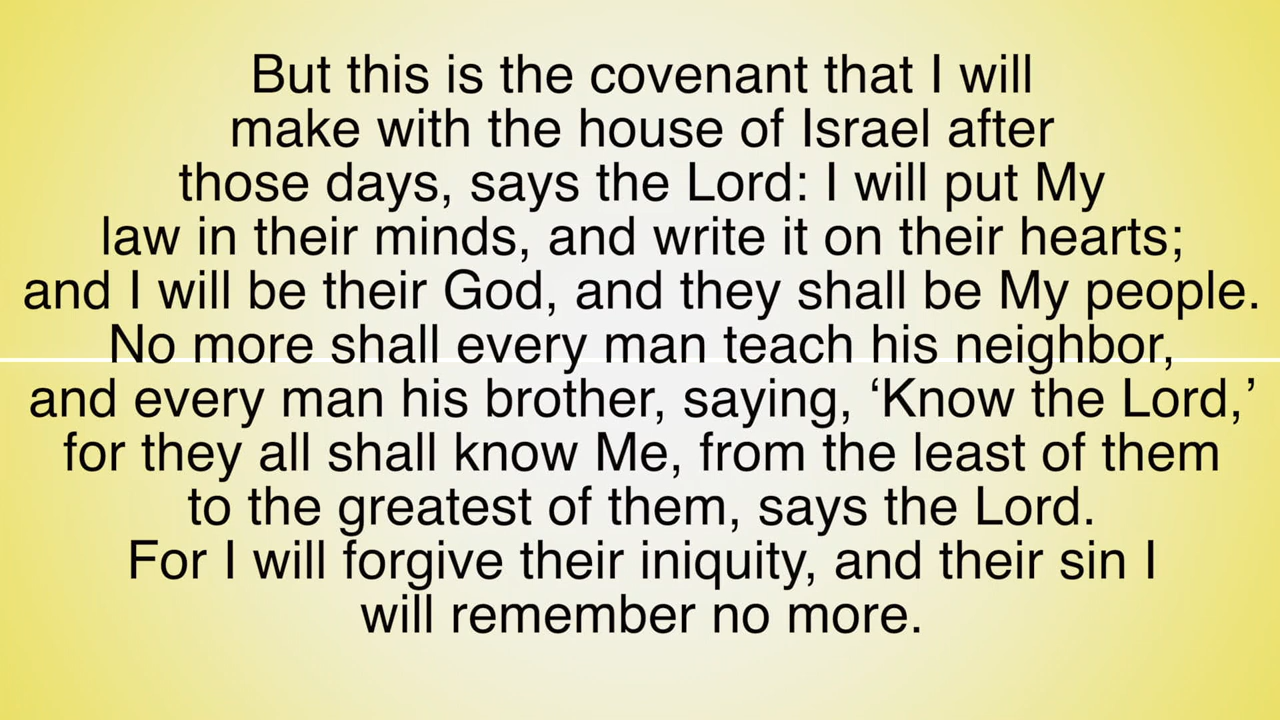 But this is the covenant that I will
make with the house of Israel after
those days, says the Lord: I will put My
law in their minds, and write it on their hearts;
and I will be their God, and they shall be My people.
No more shall every man teach his neighbor,
and every man his brother, saying, ‘Know the Lord,’
for they all shall know Me, from the least of them
to the greatest of them, says the Lord.
For I will forgive their iniquity, and their sin I
will remember no more.